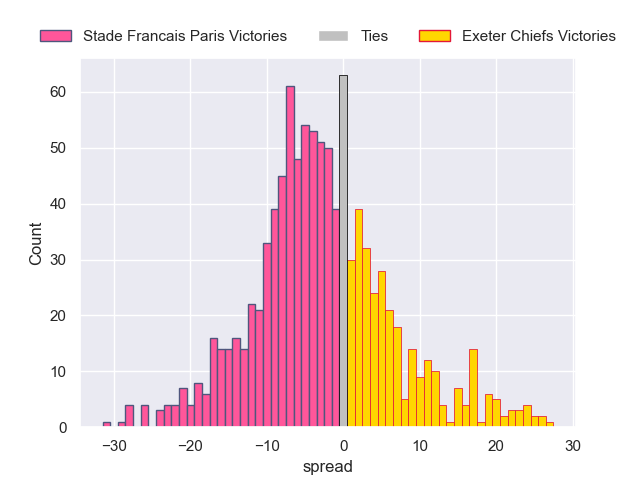 Stade Francais Paris Victories Ties Exeter Chiefs Victories
60
50
40
30
20
10
0
Count
−30 −20 −10 0 10 20 30
spread